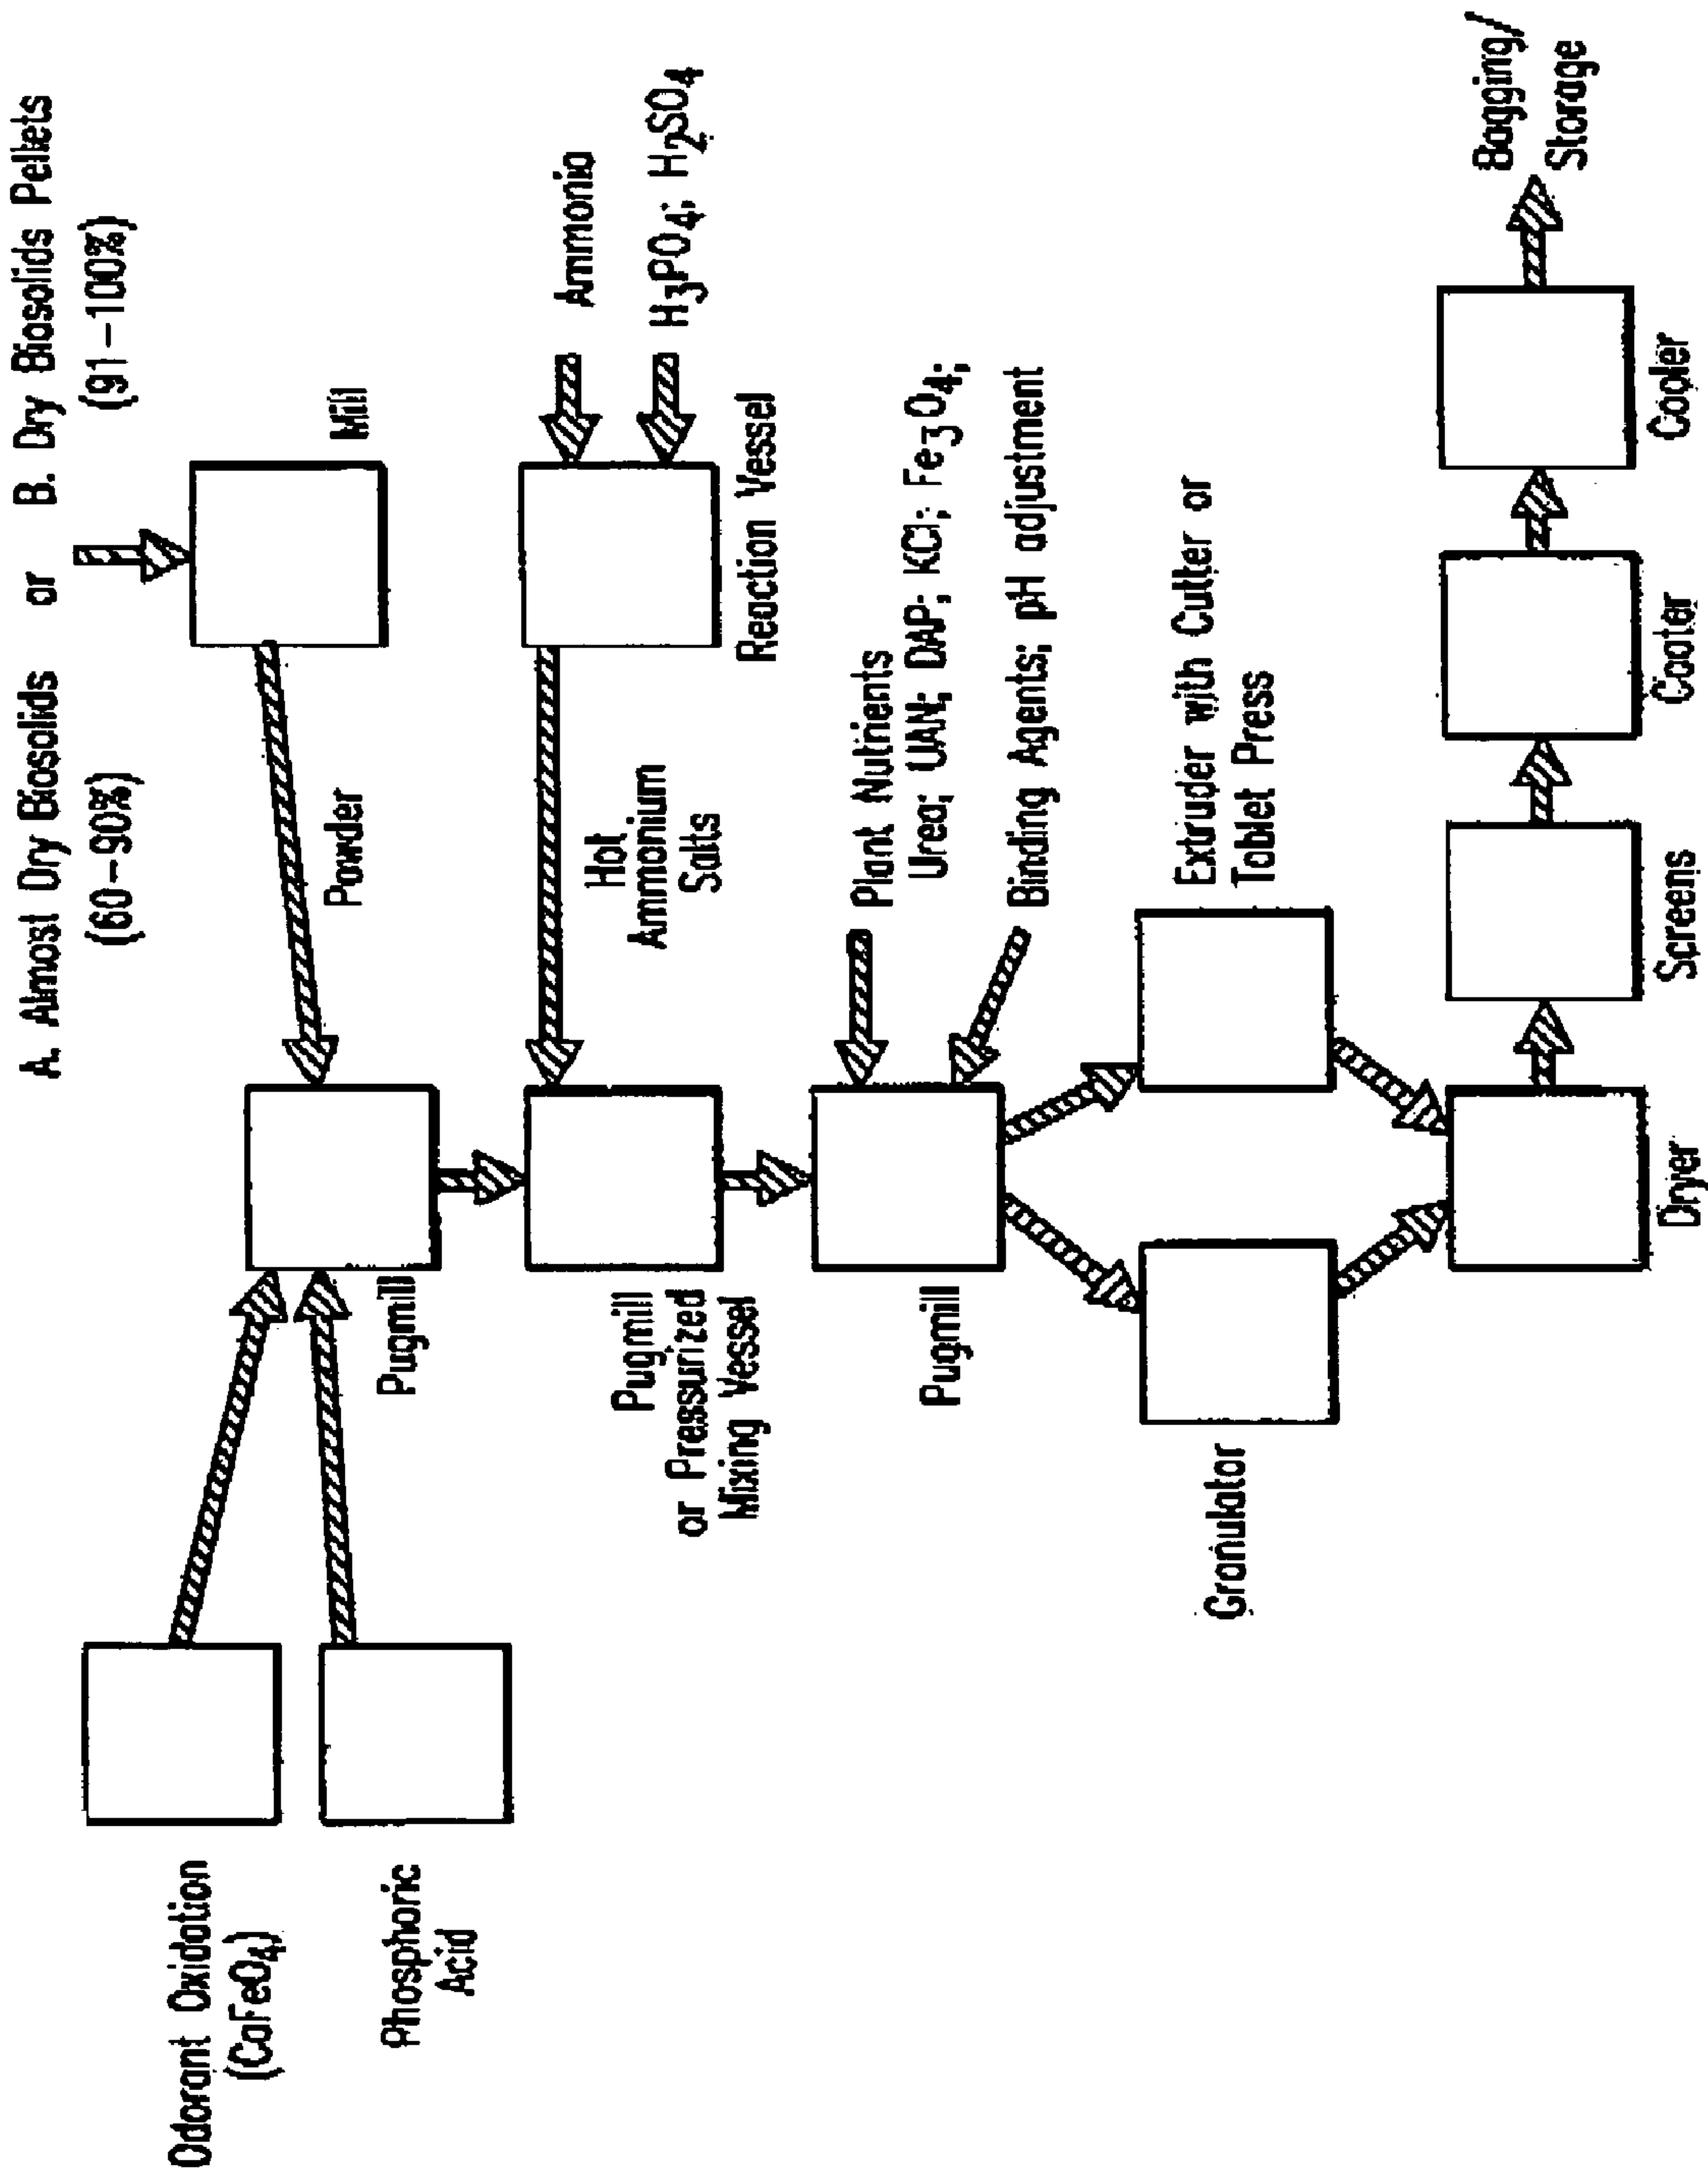 A. Almost Dry Biosolids or B. Dry Biosolids Pellets
(60-90%) (91-100%)
Odorant Oxidation
(CaFeO₄)
Mill
Powder
Phosphoric
Acid
Pugmill
Ammonia
H₃PO₄; H₂SO₄
Hot
Ammonium
Salts
Reaction Vessel
Pugmill
or Pressurized
Mixing Vessel
Plant Nutrients
Urea; UAN; DAP; KCl; Fe₃O₄;
Binding Agents; pH adjustment
Pugmill
Extruder with Cutter or
Tablet Press
Granulator
Bagging/
Storage
Dryer
Screens
Coater
Cooler